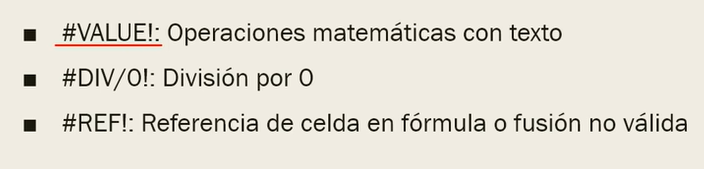 ▪ #VALUE!: Operaciones matemáticas con texto
▪ #DIV/0!: División por 0
▪ #REF!: Referencia de celda en fórmula o fusión no válida